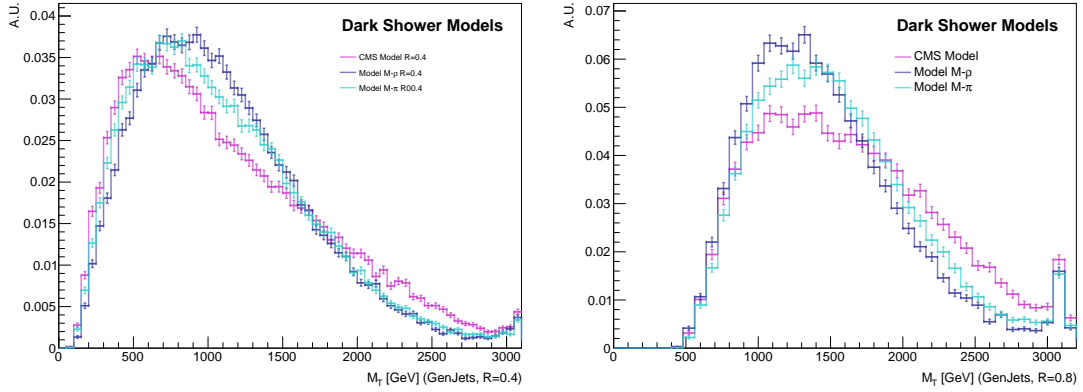 A.U.
0.04
0.035
0.03
0.025
0.02
0.015
0.01
0.005
0
0
500
1000
1500
2000
2500
3000
M_T [GeV] (GenJets, R=0.4)
Dark Shower Models
CMS Model R=0.4
Model M-ρ R=0.4
Model M-π R00.4
A.U.
0.07
0.06
0.05
0.04
0.03
0.02
0.01
0.0
0
500
1000
1500
2000
2500
3000
M_T [GeV] (GenJets, R=0.8)
Dark Shower Models
CMS Model
Model M-ρ
Model M-π